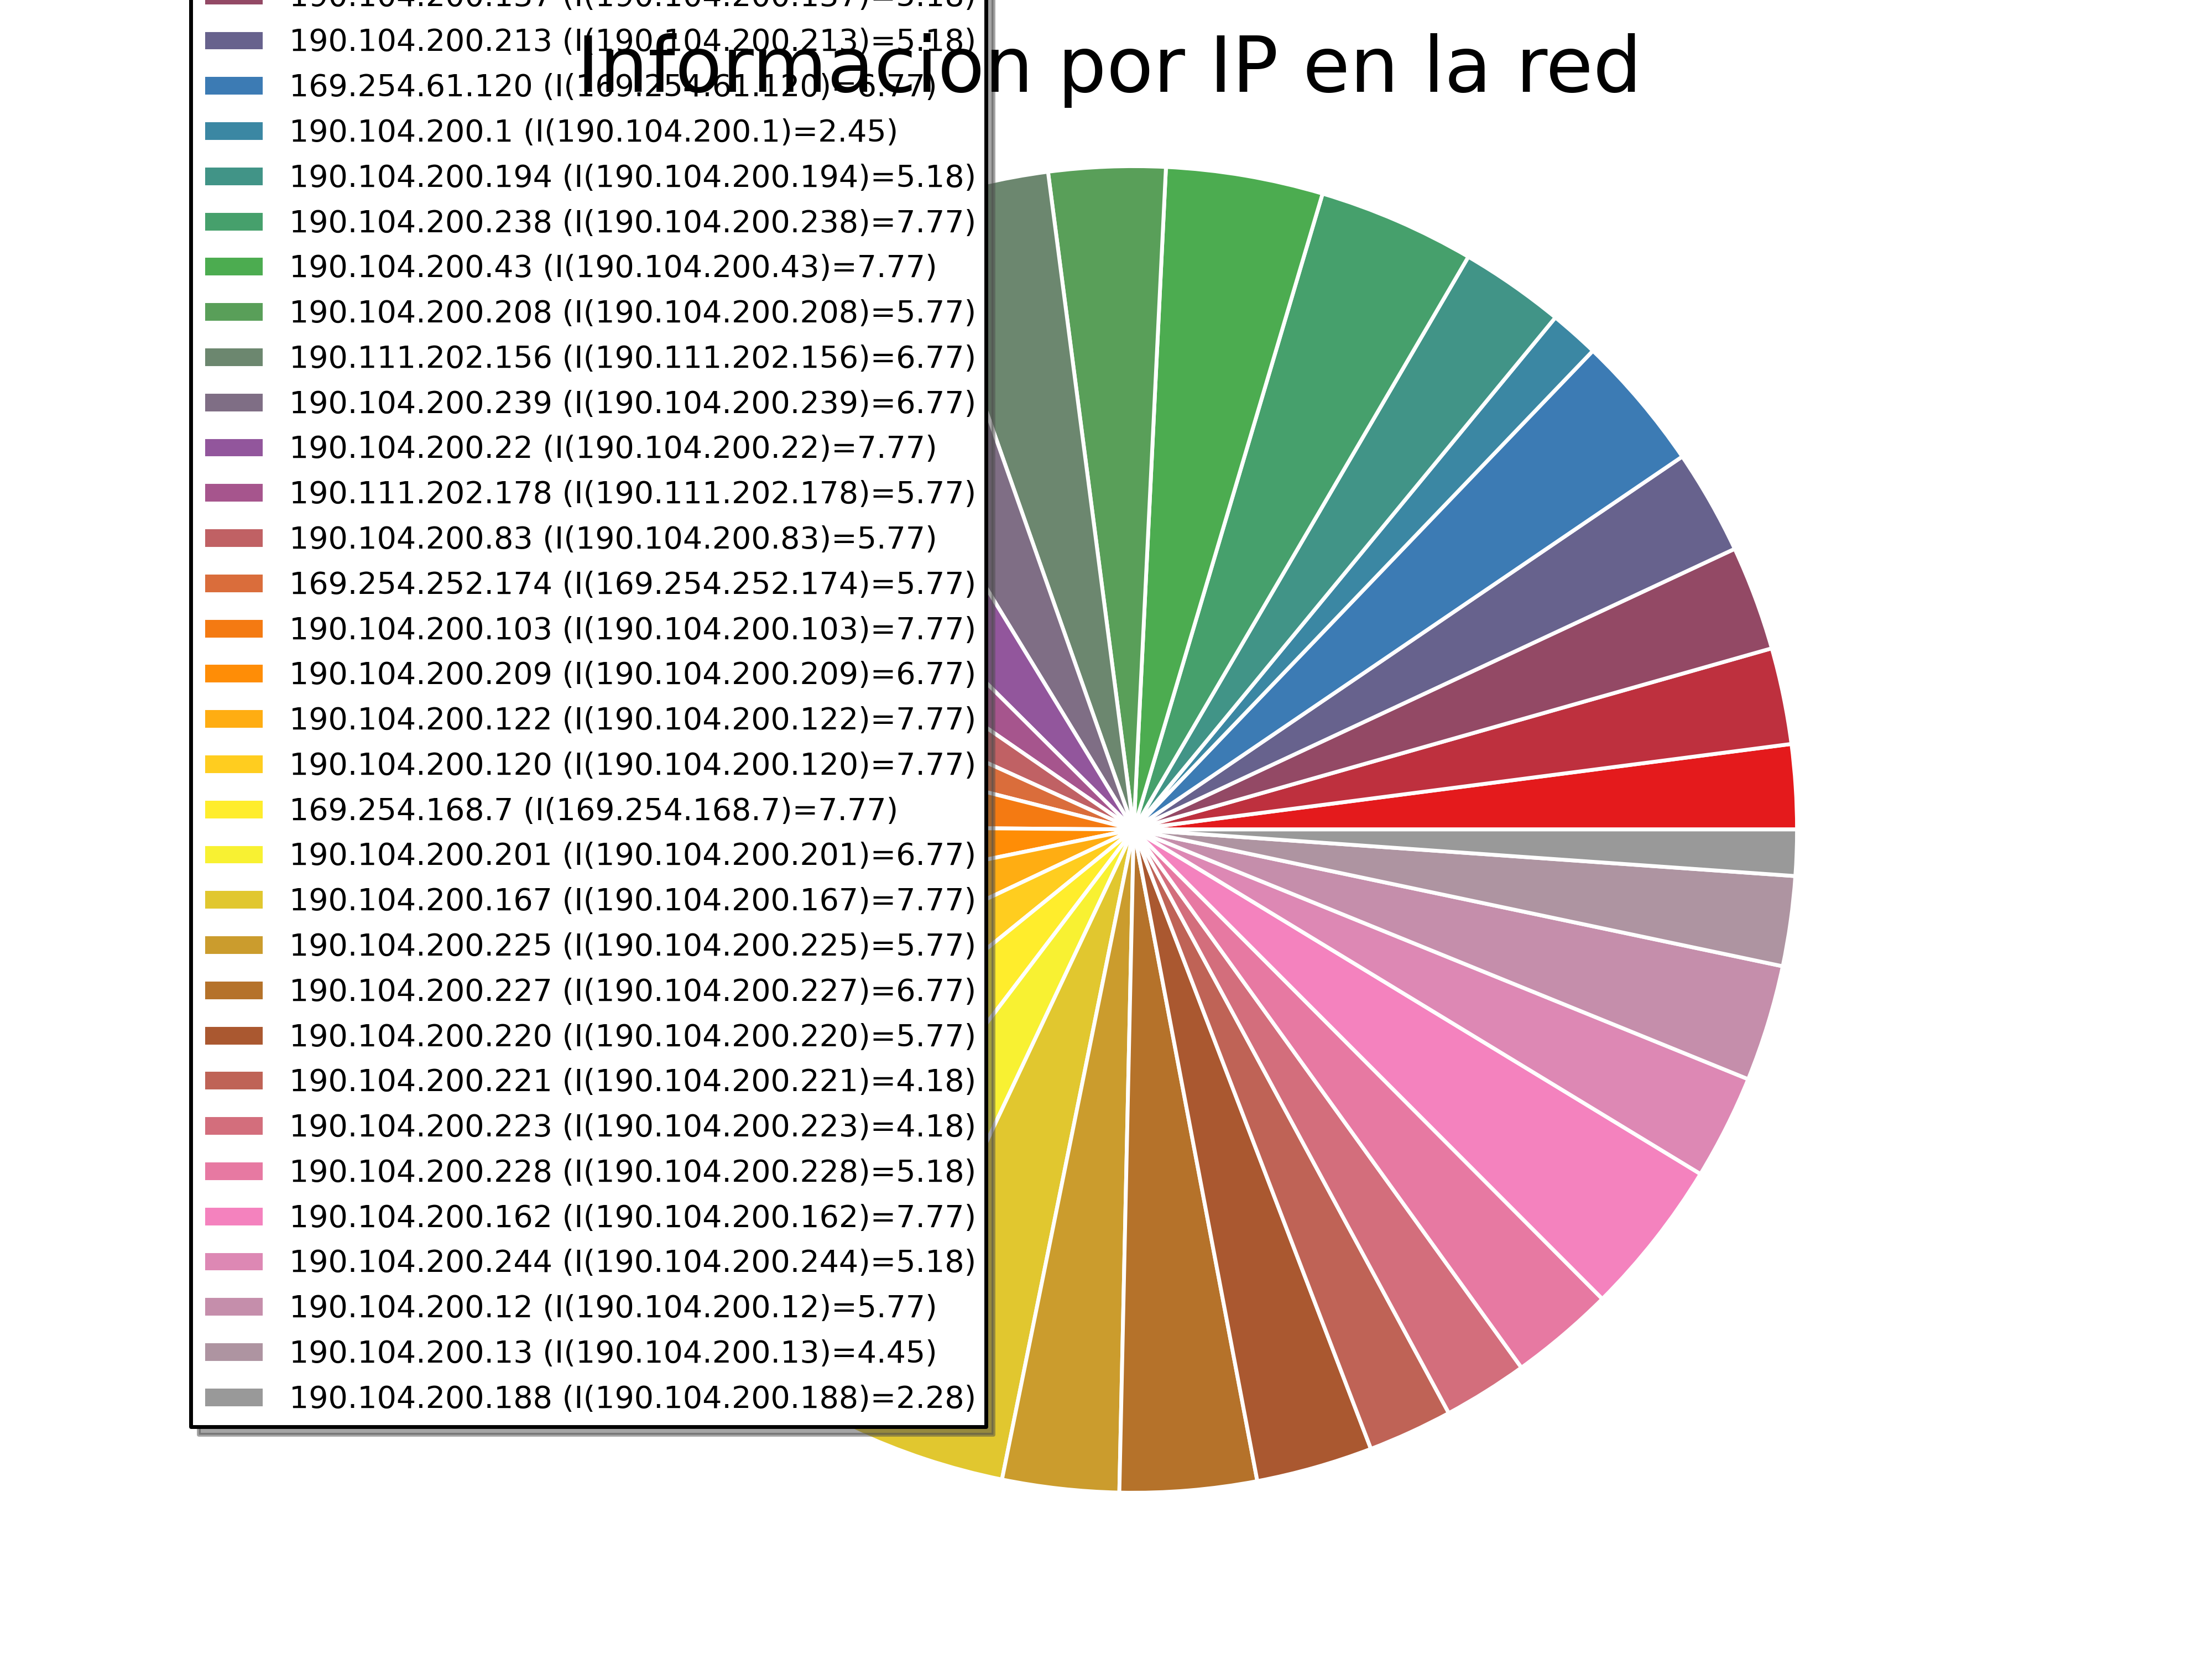 Informacion por IP en la red
190.104.200.213 (I(190.104.200.213)=5.18)
169.254.61.120 (I(169.254.61.120)=6.77)
190.104.200.1 (I(190.104.200.1)=2.45)
190.104.200.194 (I(190.104.200.194)=5.18)
190.104.200.238 (I(190.104.200.238)=7.77)
190.104.200.43 (I(190.104.200.43)=7.77)
190.104.200.208 (I(190.104.200.208)=5.77)
190.111.202.156 (I(190.111.202.156)=6.77)
190.104.200.239 (I(190.104.200.239)=6.77)
190.104.200.22 (I(190.104.200.22)=7.77)
190.111.202.178 (I(190.111.202.178)=5.77)
190.104.200.83 (I(190.104.200.83)=5.77)
169.254.252.174 (I(169.254.252.174)=5.77)
190.104.200.103 (I(190.104.200.103)=7.77)
190.104.200.209 (I(190.104.200.209)=6.77)
190.104.200.122 (I(190.104.200.122)=7.77)
190.104.200.120 (I(190.104.200.120)=7.77)
169.254.168.7 (I(169.254.168.7)=7.77)
190.104.200.201 (I(190.104.200.201)=6.77)
190.104.200.167 (I(190.104.200.167)=7.77)
190.104.200.225 (I(190.104.200.225)=5.77)
190.104.200.227 (I(190.104.200.227)=6.77)
190.104.200.220 (I(190.104.200.220)=5.77)
190.104.200.221 (I(190.104.200.221)=4.18)
190.104.200.223 (I(190.104.200.223)=4.18)
190.104.200.228 (I(190.104.200.228)=5.18)
190.104.200.162 (I(190.104.200.162)=7.77)
190.104.200.244 (I(190.104.200.244)=5.18)
190.104.200.12 (I(190.104.200.12)=5.77)
190.104.200.13 (I(190.104.200.13)=4.45)
190.104.200.188 (I(190.104.200.188)=2.28)